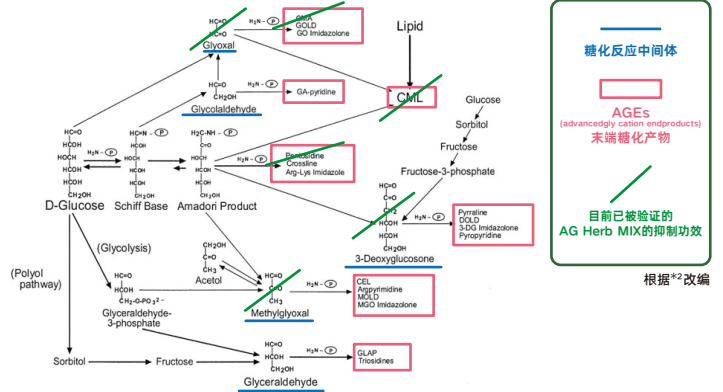 HC=O
HC=O
Glyoxal
H₂N–Ⓟ
CMA
GOLD
GO Imidazolone
Lipid
HC=O
CH₂OH
Glycolaldehyde
H₂N–Ⓟ
GA-pyridine
CML
Glucose
Sorbitol
Fructose
Fructose-3-phosphate
HC=O
HCOH
HOCH
HCOH
HCOH
CH₂OH
D-Glucose
H₂N–Ⓟ
HC=N–Ⓟ
HCOH
HOCH
HCOH
HCOH
CH₂OH
Schiff Base
H₂C–NH–Ⓟ
C=O
HOCH
HCOH
HCOH
CH₂OH
Amadori Product
H₂N–Ⓟ
Pentosidine
Crossline
Arg-Lys Imidazole
HC=O
C=O
CH₂
HCOH
HCOH
CH₂OH
3-Deoxyglucosone
H₂N–Ⓟ
Pyrraline
DOLD
3-DG Imidazolone
Pyropyridine
(Glycolysis)
(Polyol
pathway)
CH₂OH
C=O
CH₃
Acetol
HC=O
HCOH
CH₂-O-PO₃²⁻
Glyceraldehyde-
3-phosphate
HC=O
C=O
CH₃
Methylglyoxal
H₂N–Ⓟ
CEL
Argpyrimidine
MOLD
MGO Imidazolone
Sorbitol
Fructose
HC=O
HCOH
CH₂OH
Glyceraldehyde
H₂N–Ⓟ
GLAP
Triosidines
糖化反应中间体
AGEs
(advancedgly cation endproducts)
末端糖化产物
目前已被验证的
AG Herb MIX的抑制功效
根据*²改编